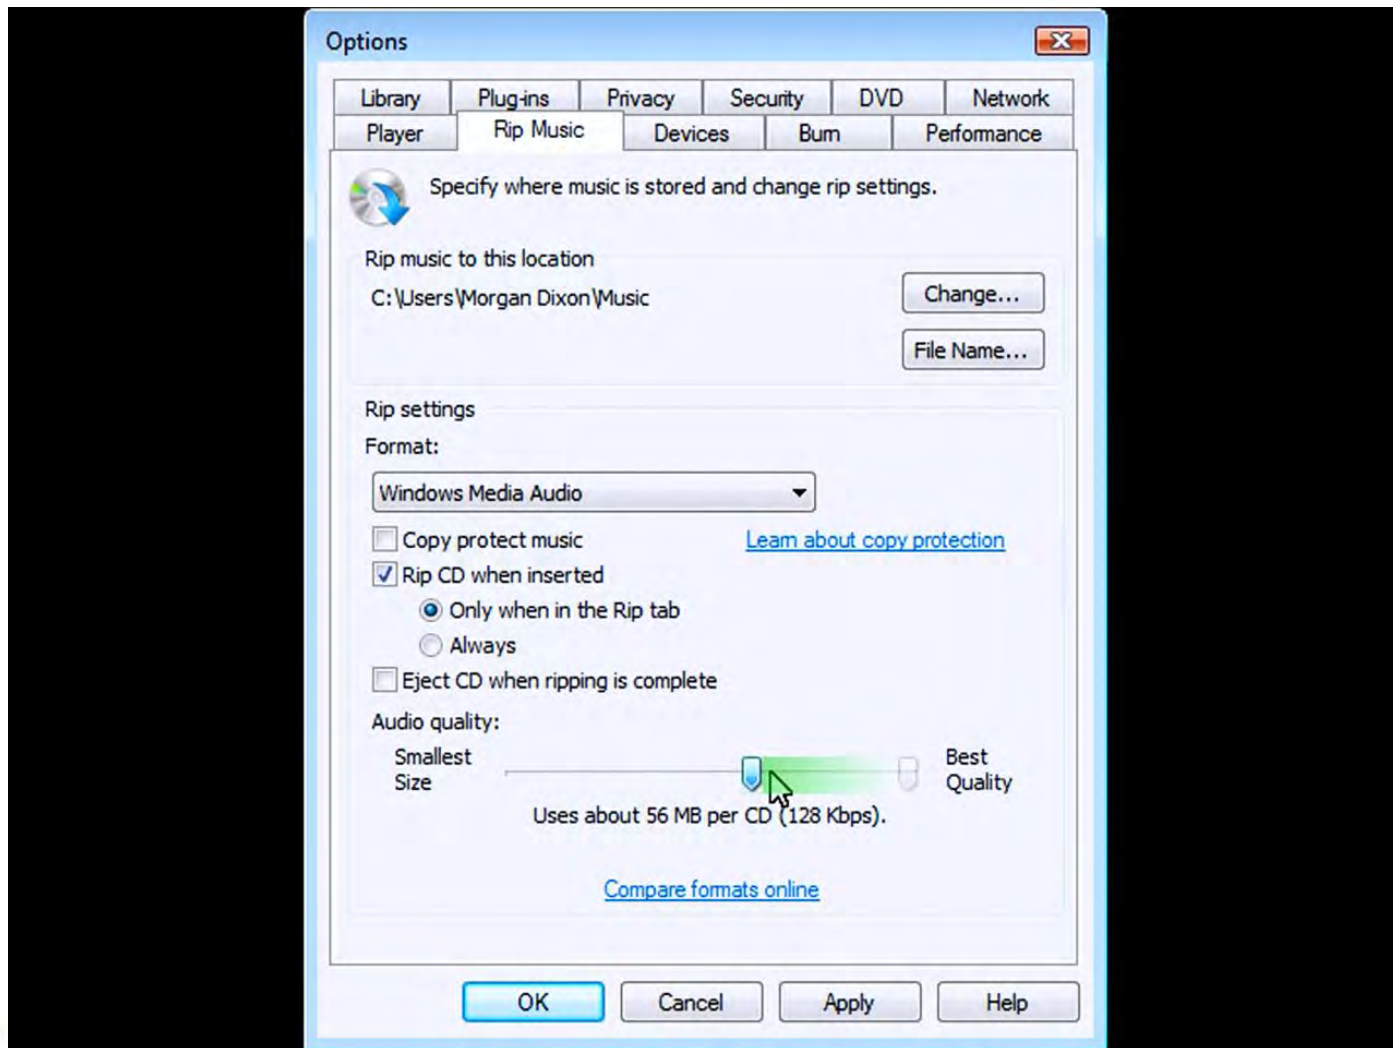 Options
Library Plug-ins Privacy Security DVD Network
Player Rip Music Devices Burn Performance
Specify where music is stored and change rip settings.
Rip music to this location
C:\Users\Morgan Dixon\Music
Change...
File Name...
Rip settings
Format:
Windows Media Audio
Copy protect music Learn about copy protection
Rip CD when inserted
Only when in the Rip tab
Always
Eject CD when ripping is complete
Audio quality:
Smallest Size
Best Quality
Uses about 56 MB per CD (128 Kbps).
Compare formats online
OK Cancel Apply Help